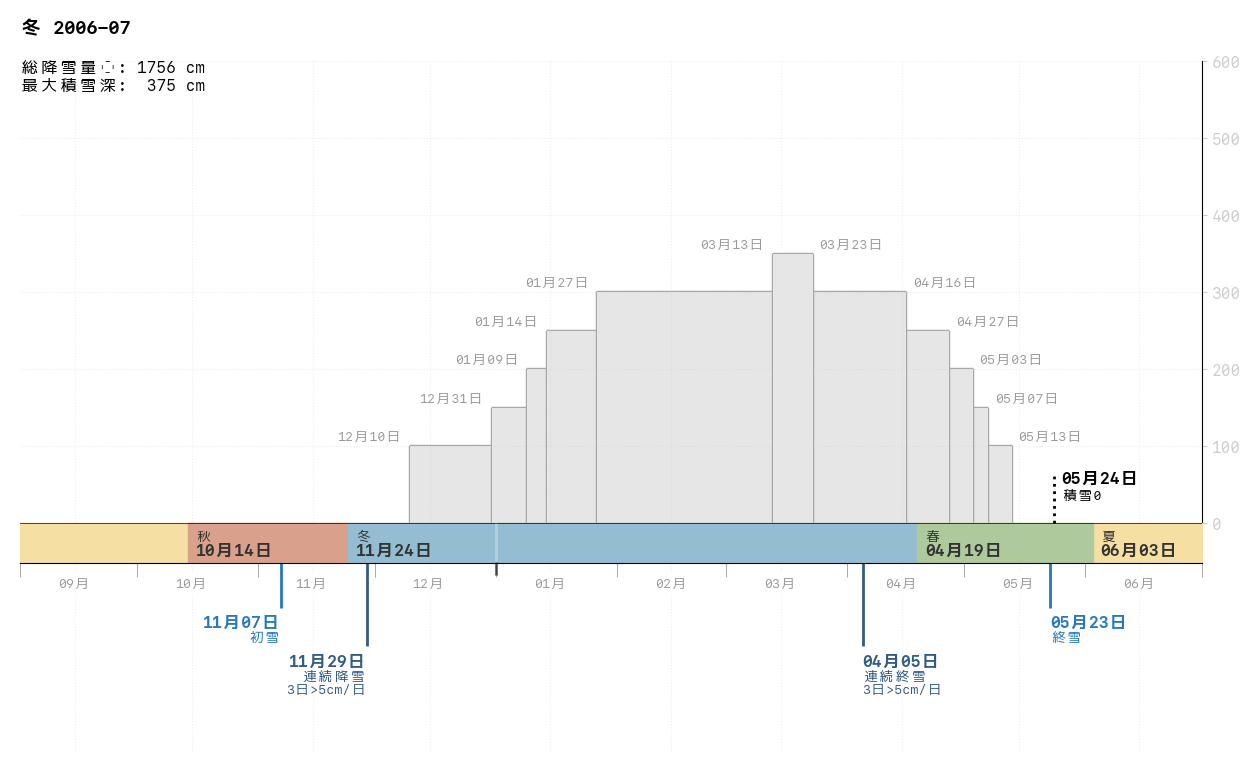 冬 2006-07
総降雪量: 1756 cm
最大積雪深: 375 cm
600
500
400
300
200
100
0
03月13日
03月23日
01月27日
04月16日
01月14日
04月27日
01月09日
05月03日
12月31日
05月07日
12月10日
05月13日
05月24日
積雪0
秋
10月14日
冬
11月24日
春
04月19日
夏
06月03日
09月
10月
11月
12月
01月
02月
03月
04月
05月
06月
11月07日
初雪
11月29日
連続降雪
3日>5cm/日
04月05日
連続終雪
3日>5cm/日
05月23日
終雪